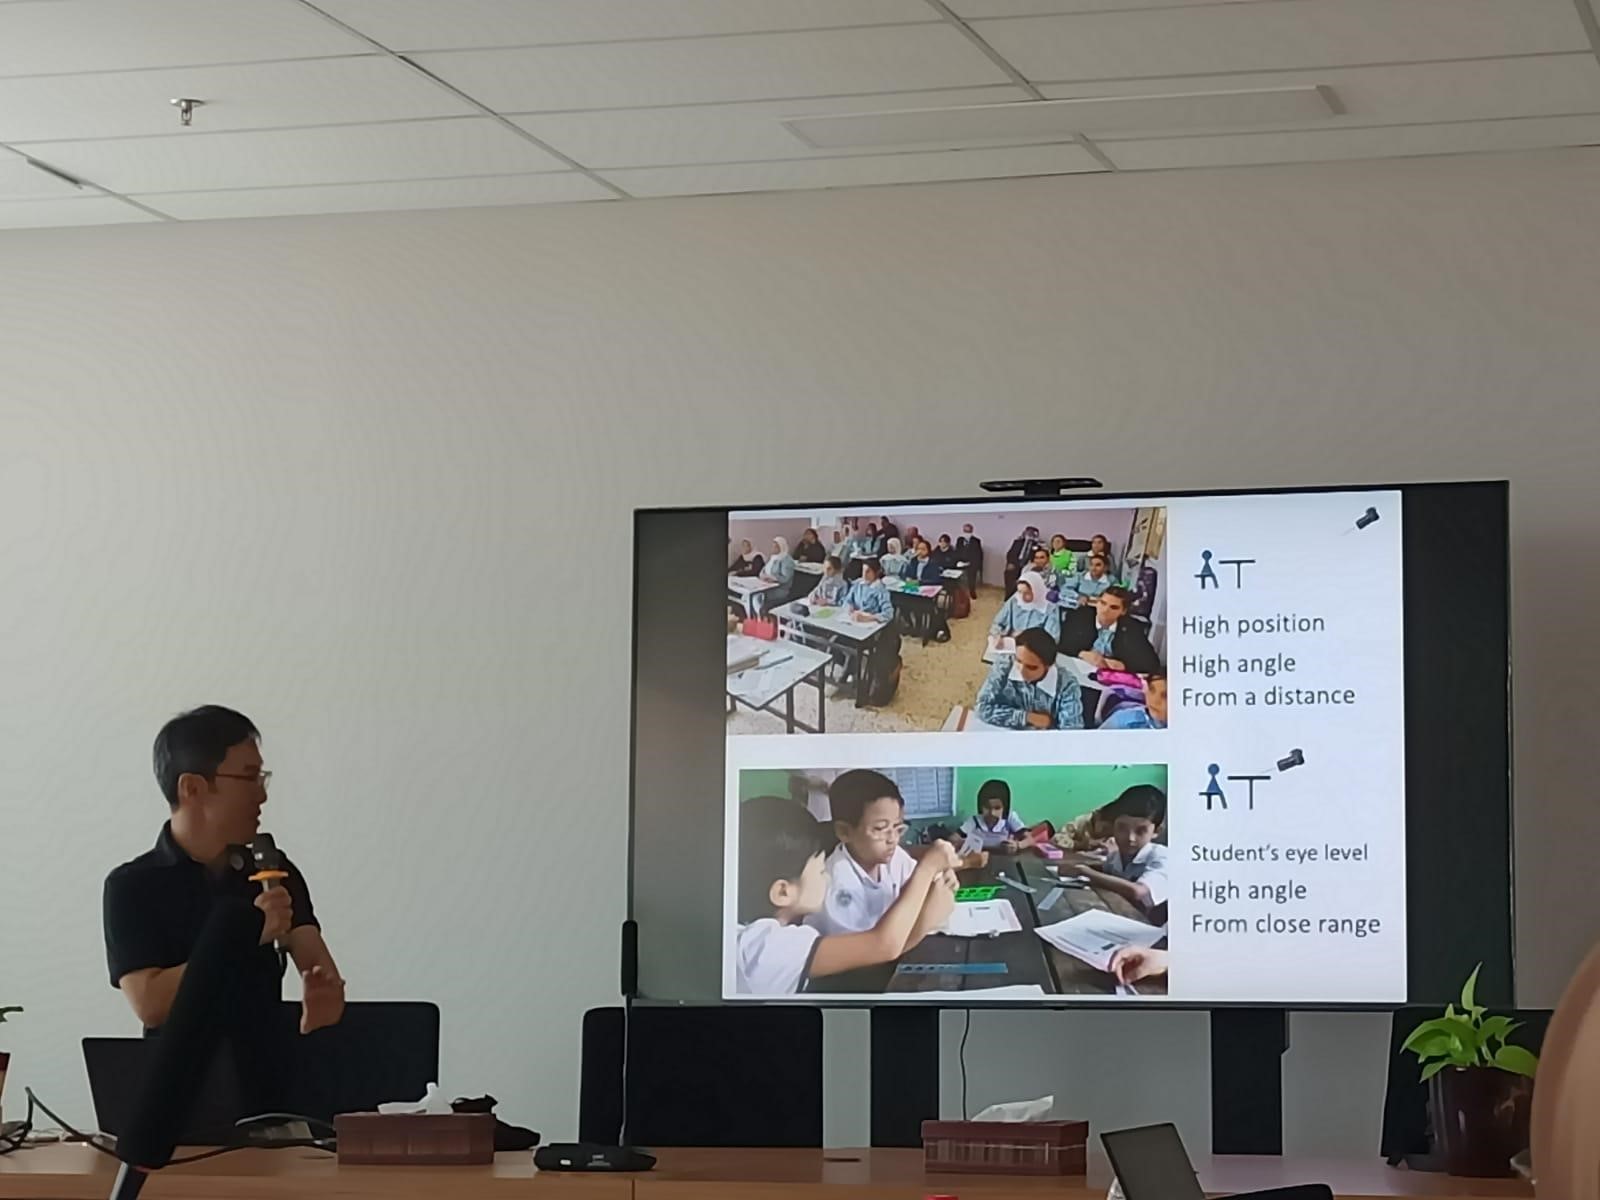 High position
High angle
From a distance
Student's eye level
High angle
From close range